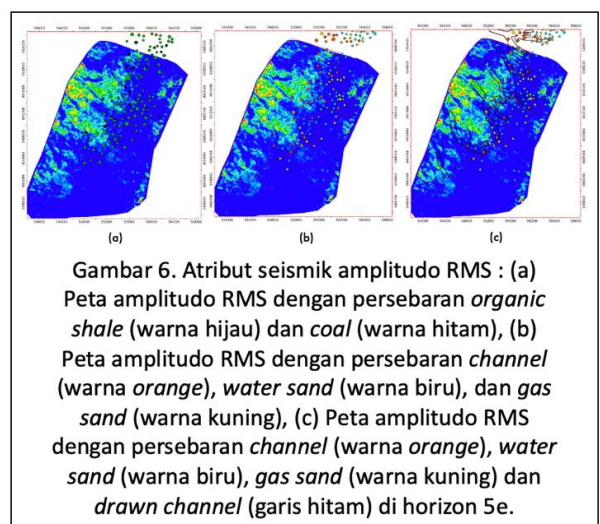 (a)
(b)
(c)
Gambar 6. Atribut seismik amplitudo RMS : (a)
Peta amplitudo RMS dengan persebaran organic
shale (warna hijau) dan coal (warna hitam), (b)
Peta amplitudo RMS dengan persebaran channel
(warna orange), water sand (warna biru), dan gas
sand (warna kuning), (c) Peta amplitudo RMS
dengan persebaran channel (warna orange), water
sand (warna biru), gas sand (warna kuning) dan
drawn channel (garis hitam) di horizon 5e.